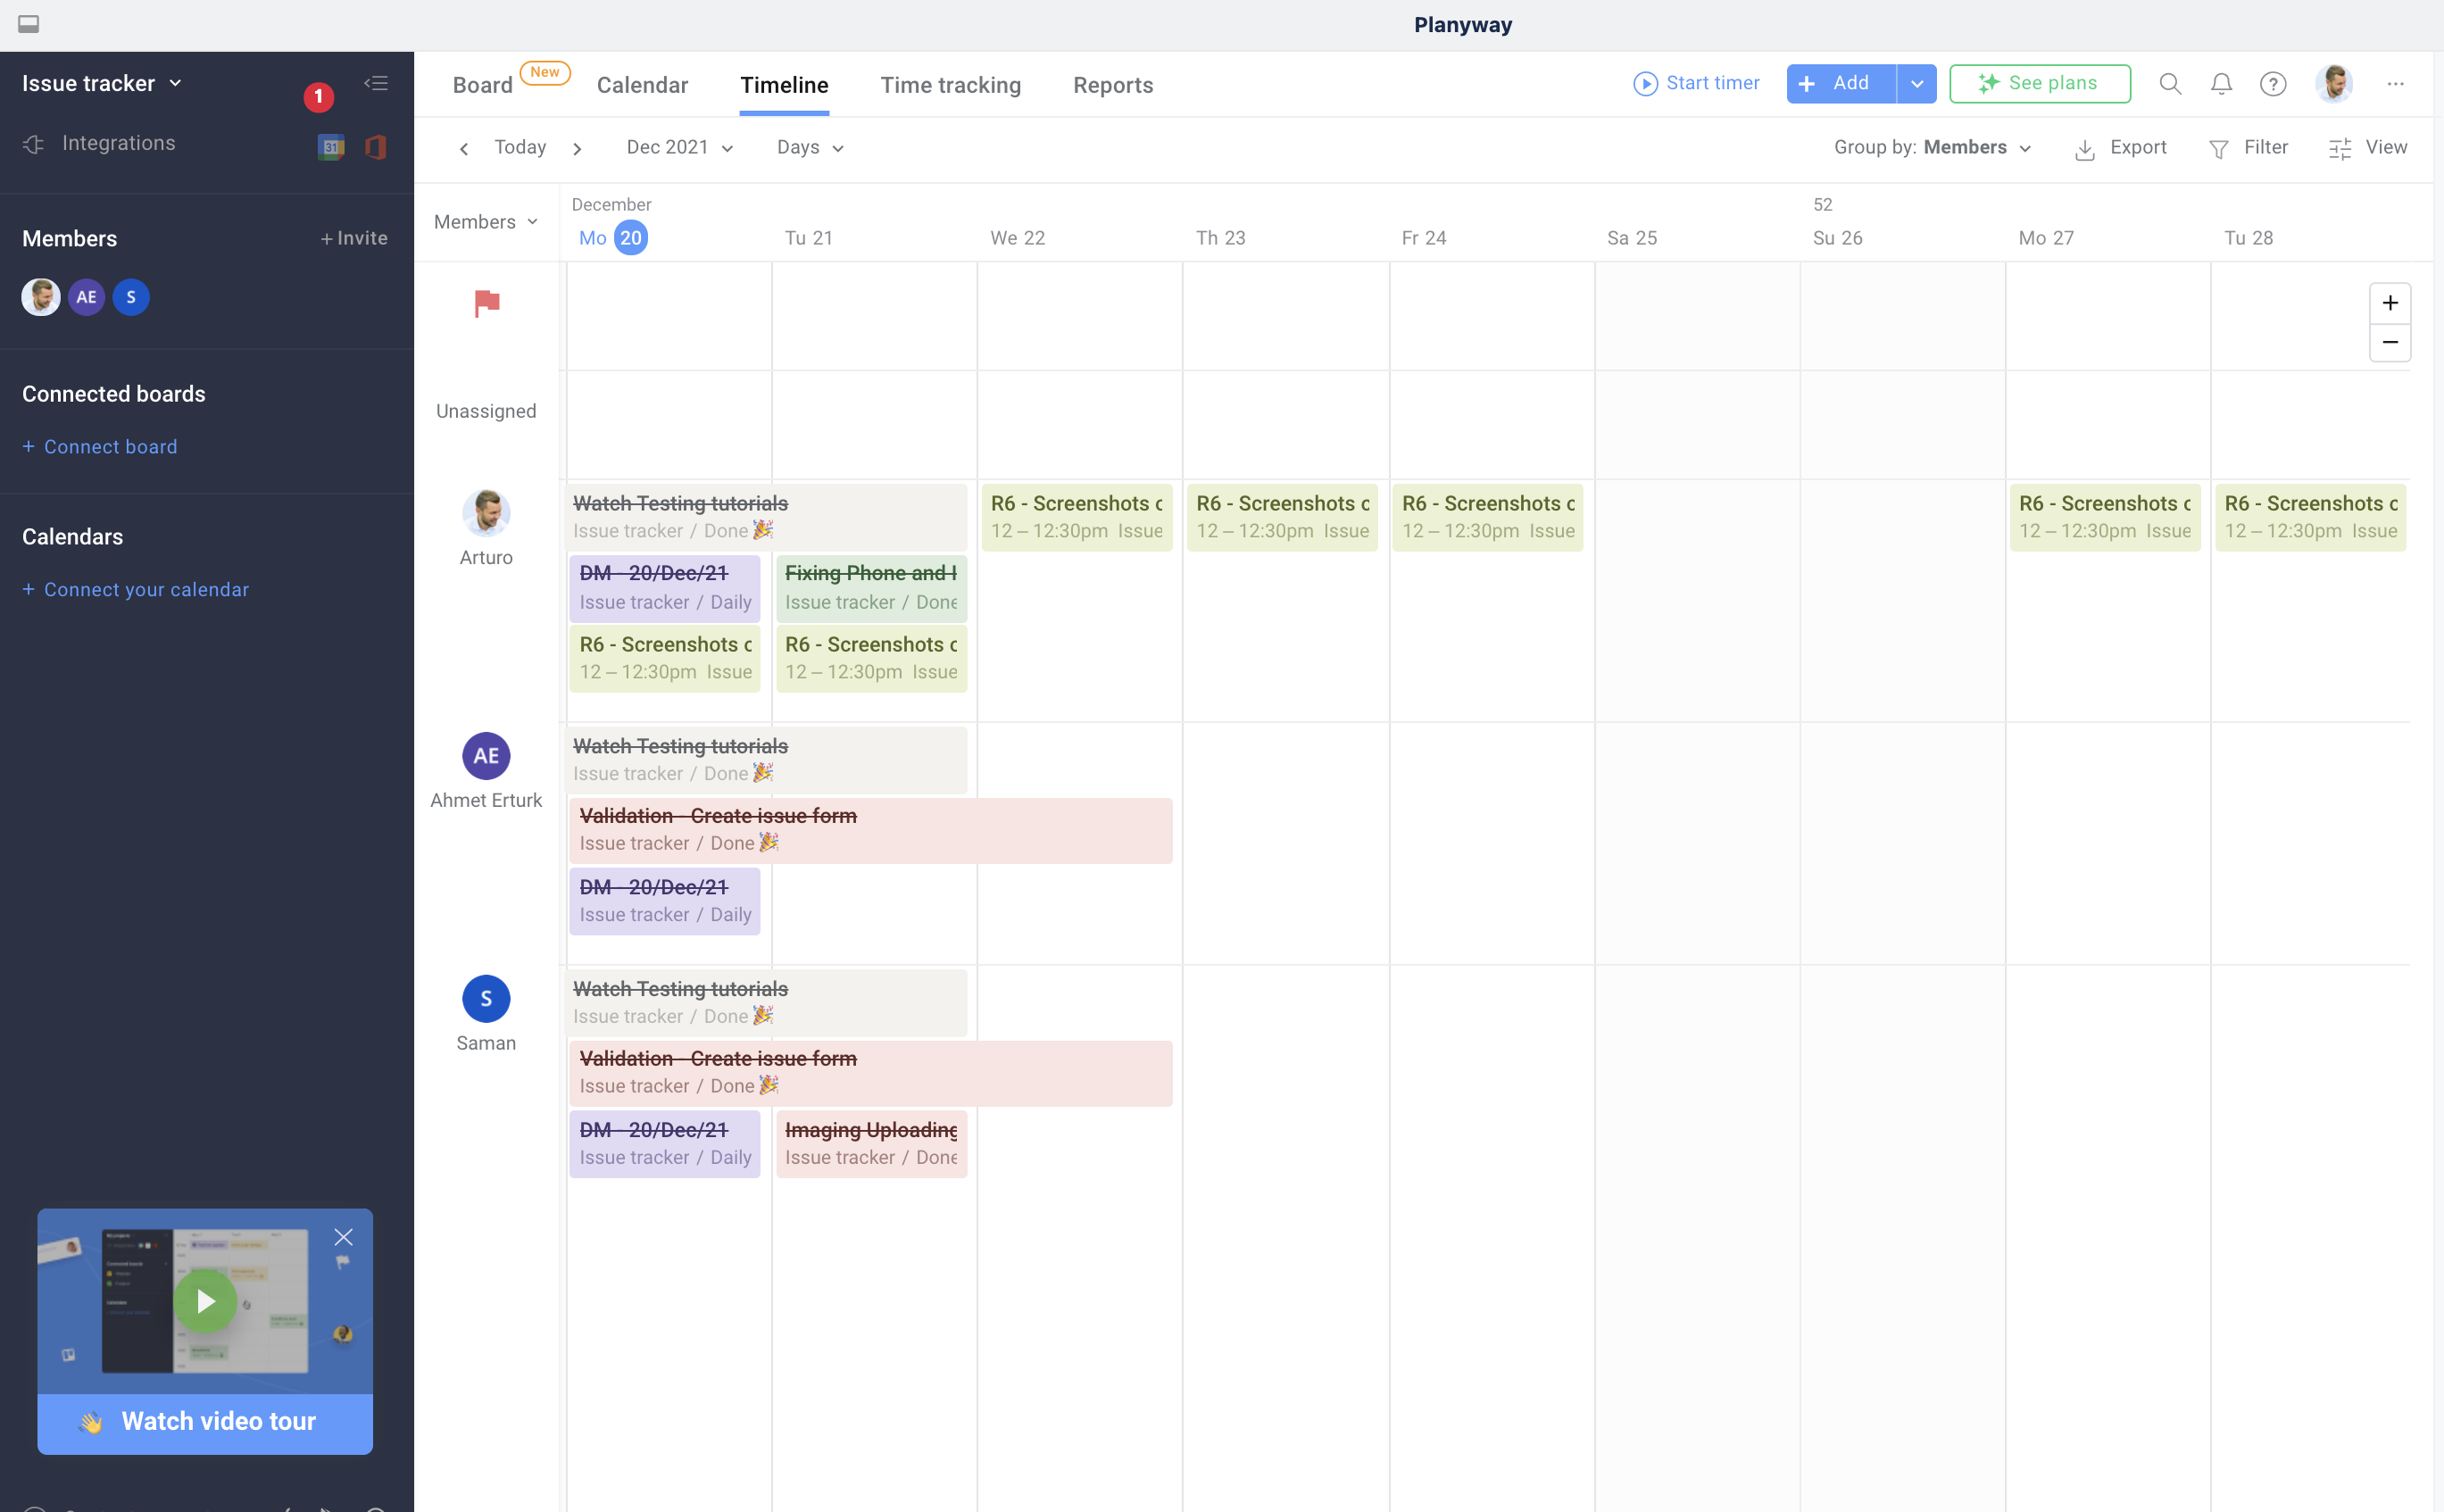 Planyway
Issue tracker
1
Integrations
31
Members
+ Invite
AE
S
Connected boards
+ Connect board
Calendars
+ Connect your calendar
Watch video tour
Board
New
Calendar
Timeline
Time tracking
Reports
Start timer
+ Add
See plans
Today
Dec 2021
Days
Group by: Members
Export
Filter
View
Members
December
52
Mo 20
Tu 21
We 22
Th 23
Fr 24
Sa 25
Su 26
Mo 27
Tu 28
+
−
Unassigned
Arturo
Watch Testing tutorials
Issue tracker / Done
R6 - Screenshots
12 – 12:30pm Issue
R6 - Screenshots
12 – 12:30pm Issue
R6 - Screenshots
12 – 12:30pm Issue
R6 - Screenshots
12 – 12:30pm Issue
R6 - Screenshots
12 – 12:30pm Issue
DM - 20/Dec/21
Issue tracker / Daily
Fixing Phone and
Issue tracker / Done
R6 - Screenshots
12 – 12:30pm Issue
R6 - Screenshots
12 – 12:30pm Issue
AE
Ahmet Erturk
Watch Testing tutorials
Issue tracker / Done
Validation - Create issue form
Issue tracker / Done
DM - 20/Dec/21
Issue tracker / Daily
S
Saman
Watch Testing tutorials
Issue tracker / Done
Validation - Create issue form
Issue tracker / Done
DM - 20/Dec/21
Issue tracker / Daily
Imaging Uploading
Issue tracker / Done